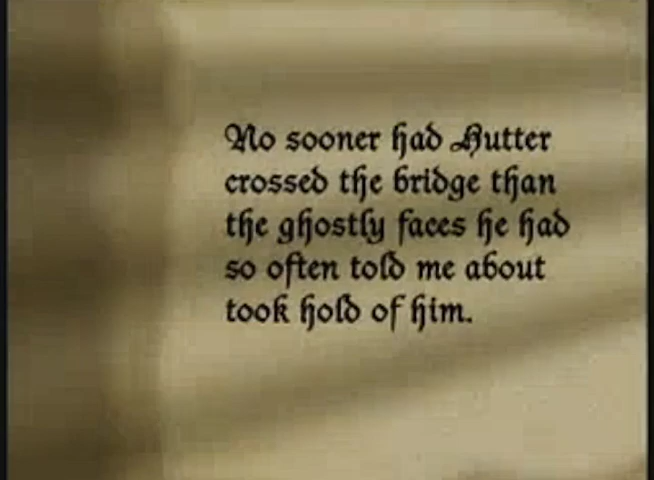 No sooner had Hutter
crossed the bridge than
the ghostly faces he had
so often told me about
took hold of him.